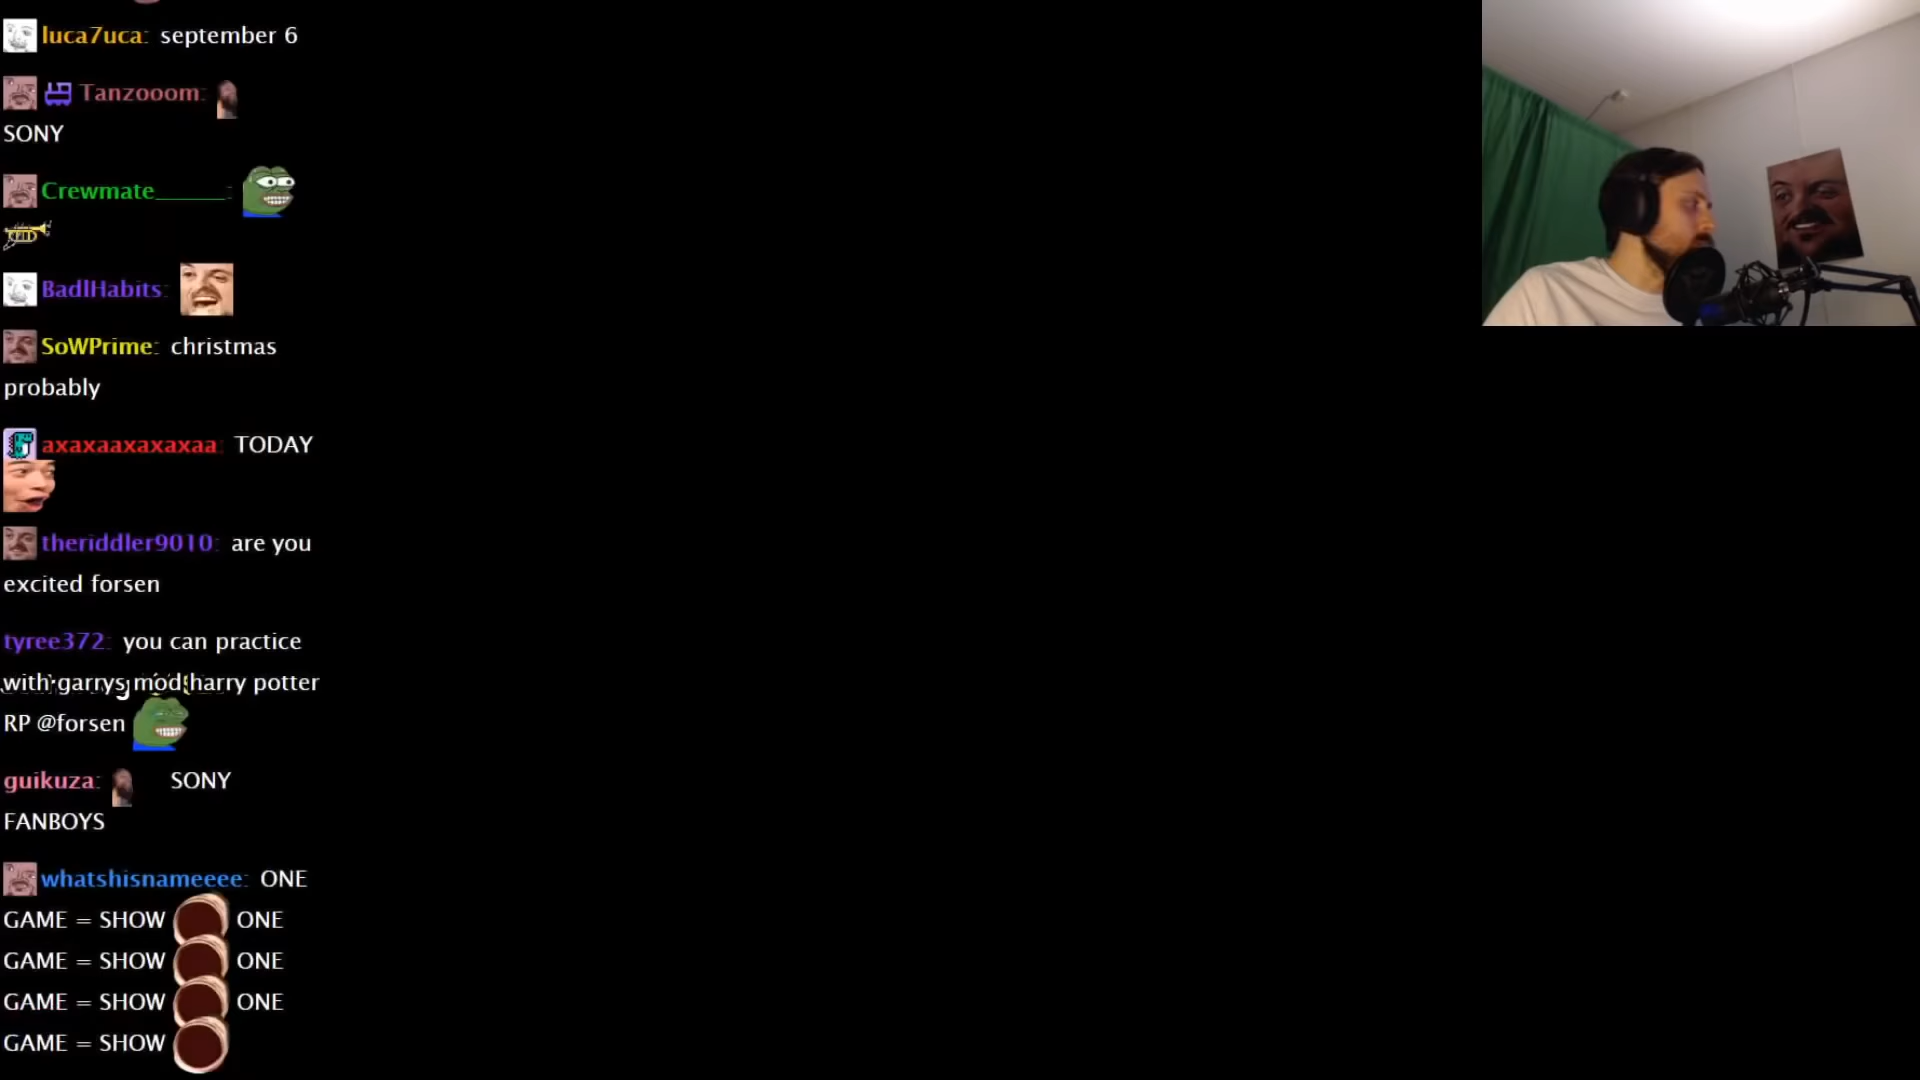 luca7uca: september 6
Tanzooom:
SONY
Crewmate______:
BadlHabits:
SoWPrime: christmas
probably
axaxaaxaxaxaa: TODAY
theriddler9010: are you
excited forsen
tyree372: you can practice
with garrys mod harry potter
RP @forsen
guikuza: SONY
FANBOYS
whatshisnameeee: ONE
GAME = SHOW ONE
GAME = SHOW ONE
GAME = SHOW ONE
GAME = SHOW